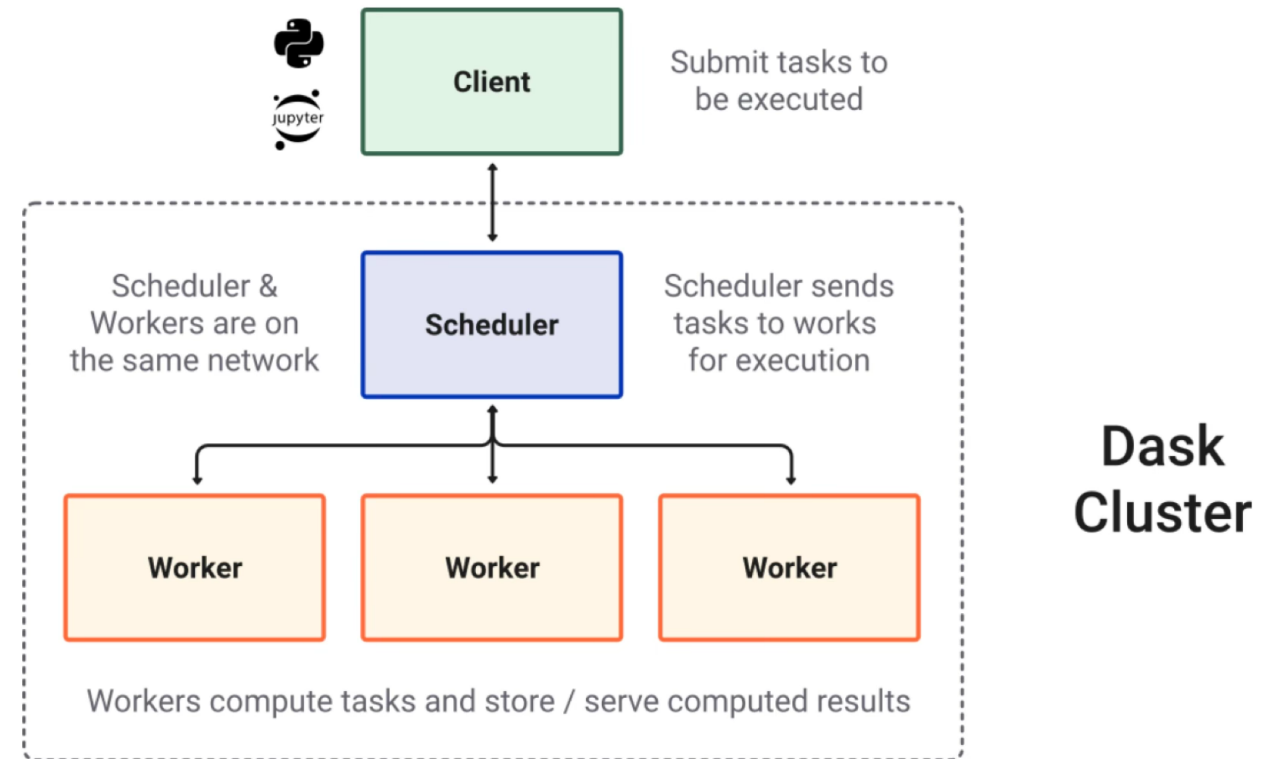 Client
Submit tasks to
be executed
jupyter
Scheduler &
Workers are on
the same network
Scheduler
Scheduler sends
tasks to works
for execution
Dask
Cluster
Worker
Worker
Worker
Workers compute tasks and store / serve computed results